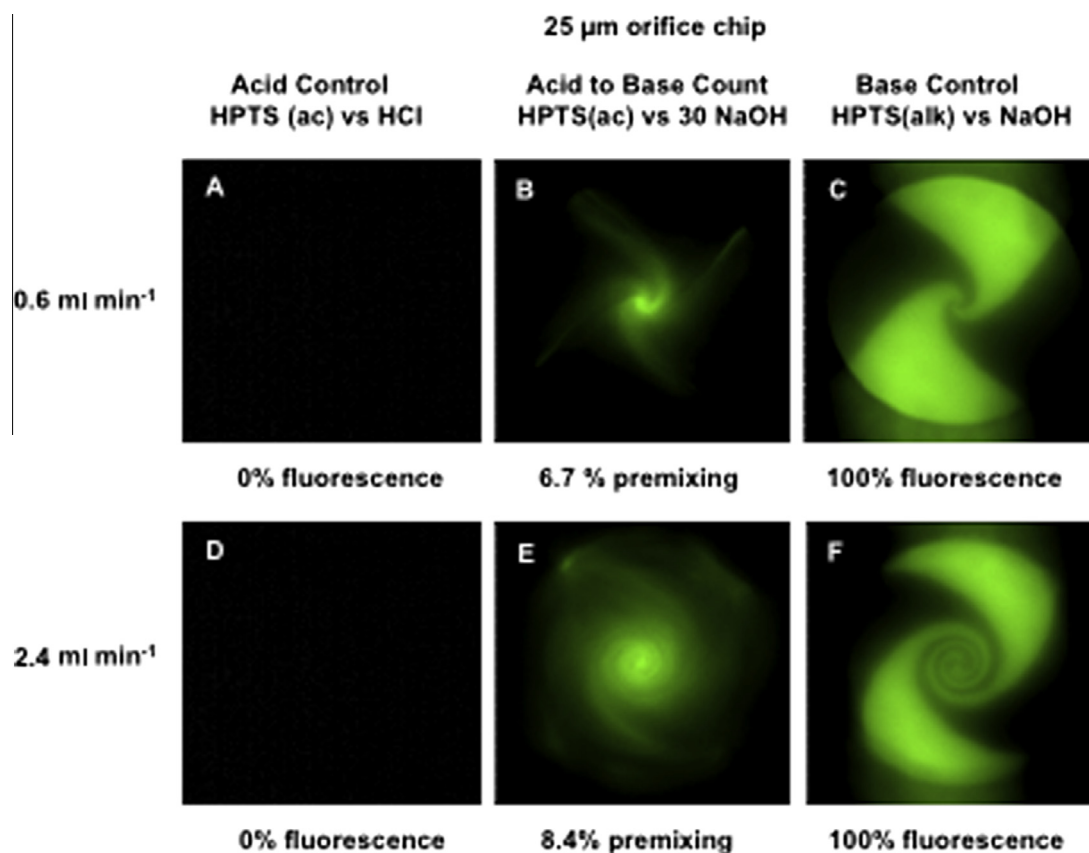 25 µm orifice chip
Acid Control
HPTS (ac) vs HCl
Acid to Base Count
HPTS(ac) vs 30 NaOH
Base Control
HPTS(alk) vs NaOH
0.6 ml min⁻¹
A
B
C
0% fluorescence
6.7 % premixing
100% fluorescence
2.4 ml min⁻¹
D
E
F
0% fluorescence
8.4% premixing
100% fluorescence